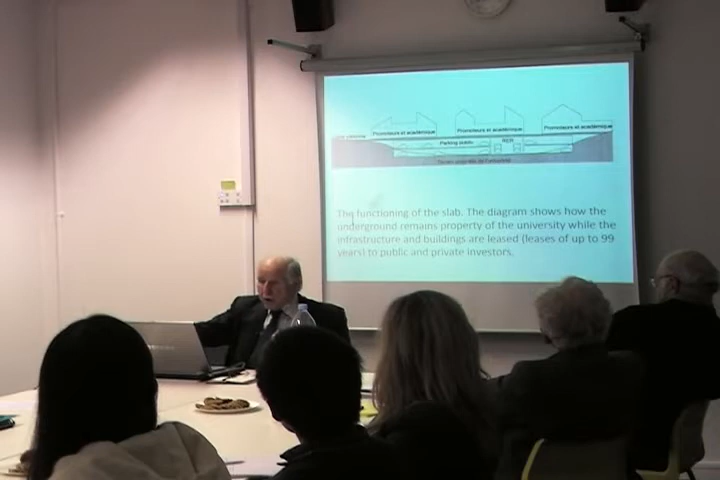 Promoteurs et académique
Promoteurs et académique
Promoteurs et académique
Parking public
RER
The functioning of the slab. The diagram shows how the
underground remains property of the university while the
infrastructure and buildings are leased (leases of up to 99
years) to public and private investors.